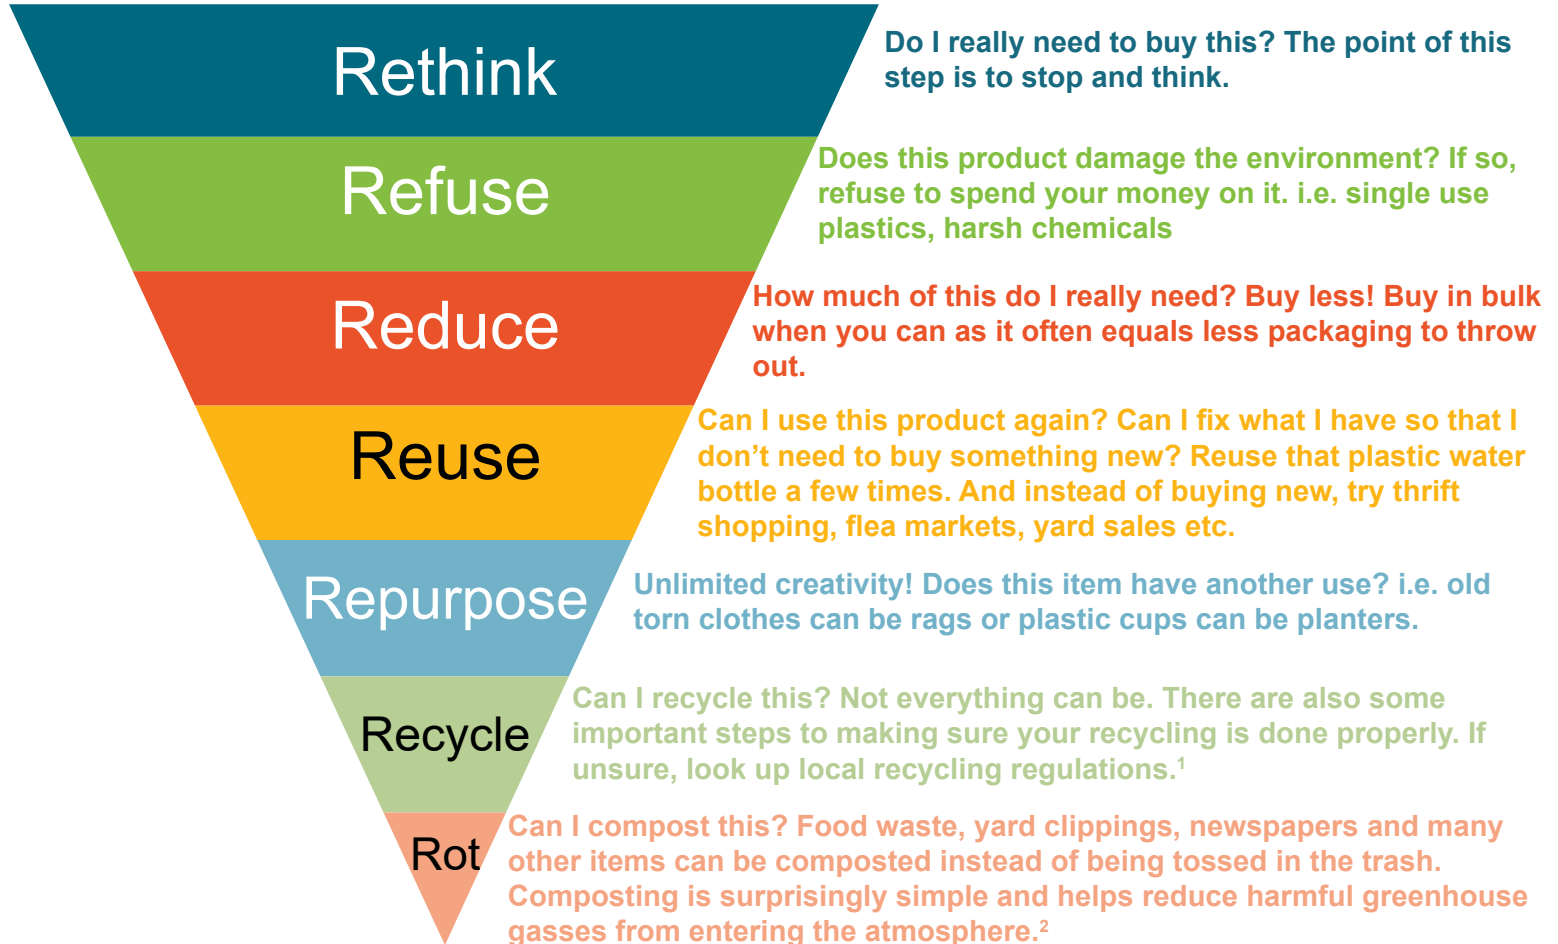 Rethink
Do I really need to buy this? The point of this
step is to stop and think.
Refuse
Does this product damage the environment? If so,
refuse to spend your money on it. i.e. single use
plastics, harsh chemicals
Reduce
How much of this do I really need? Buy less! Buy in bulk
when you can as it often equals less packaging to throw
out.
Reuse
Can I use this product again? Can I fix what I have so that I
don’t need to buy something new? Reuse that plastic water
bottle a few times. And instead of buying new, try thrift
shopping, flea markets, yard sales etc.
Repurpose
Unlimited creativity! Does this item have another use? i.e. old
torn clothes can be rags or plastic cups can be planters.
Recycle
Can I recycle this? Not everything can be. There are also some
important steps to making sure your recycling is done properly. If
unsure, look up local recycling regulations.¹
Rot
Can I compost this? Food waste, yard clippings, newspapers and many
other items can be composted instead of being tossed in the trash.
Composting is surprisingly simple and helps reduce harmful greenhouse
gasses from entering the atmosphere.²